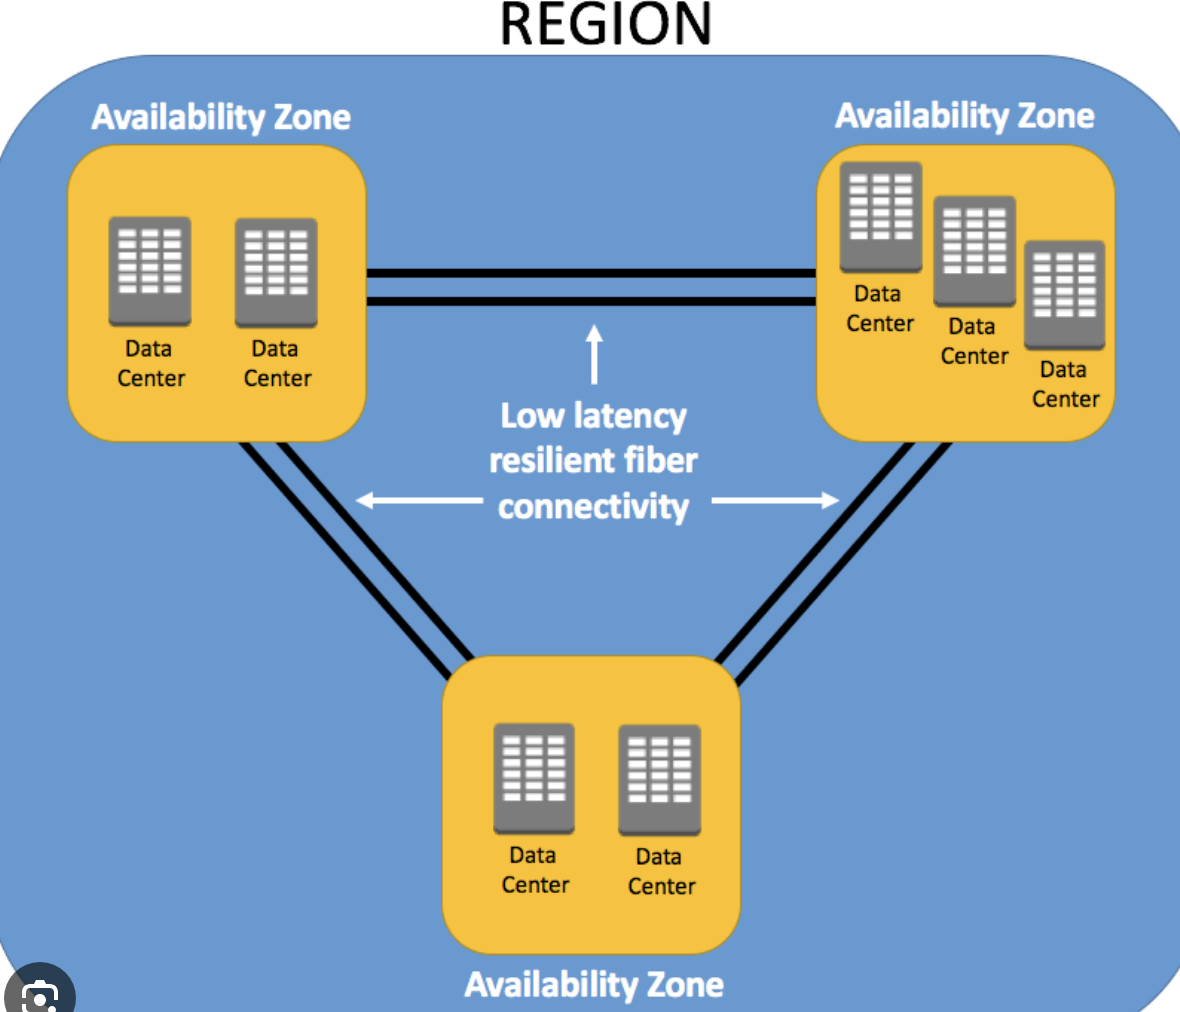 REGION
Availability Zone
Availability Zone
Data
Center
Data
Center
Data
Center
Data
Center
Data
Center
Low latency
resilient fiber
connectivity
Data
Center
Data
Center
Availability Zone